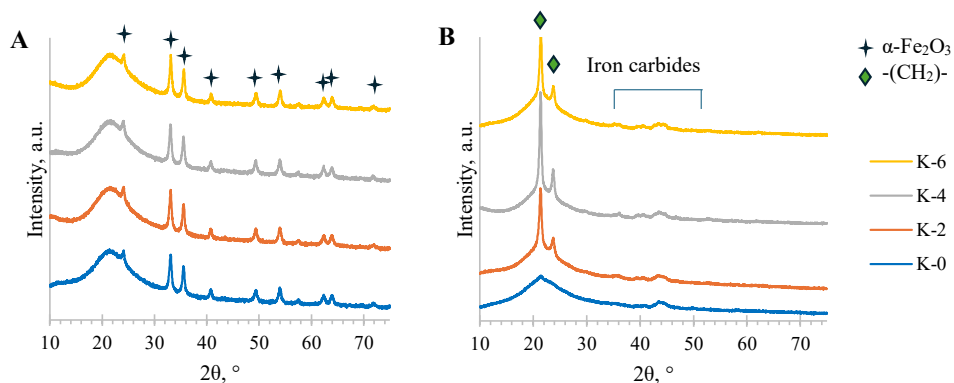 A
Intensity, a.u.
10 20 30 40 50 60 70
2θ, °
B
Iron carbides
Intensity, a.u.
10 20 30 40 50 60 70
2θ, °
α-Fe2O3
-(CH2)-
K-6
K-4
K-2
K-0